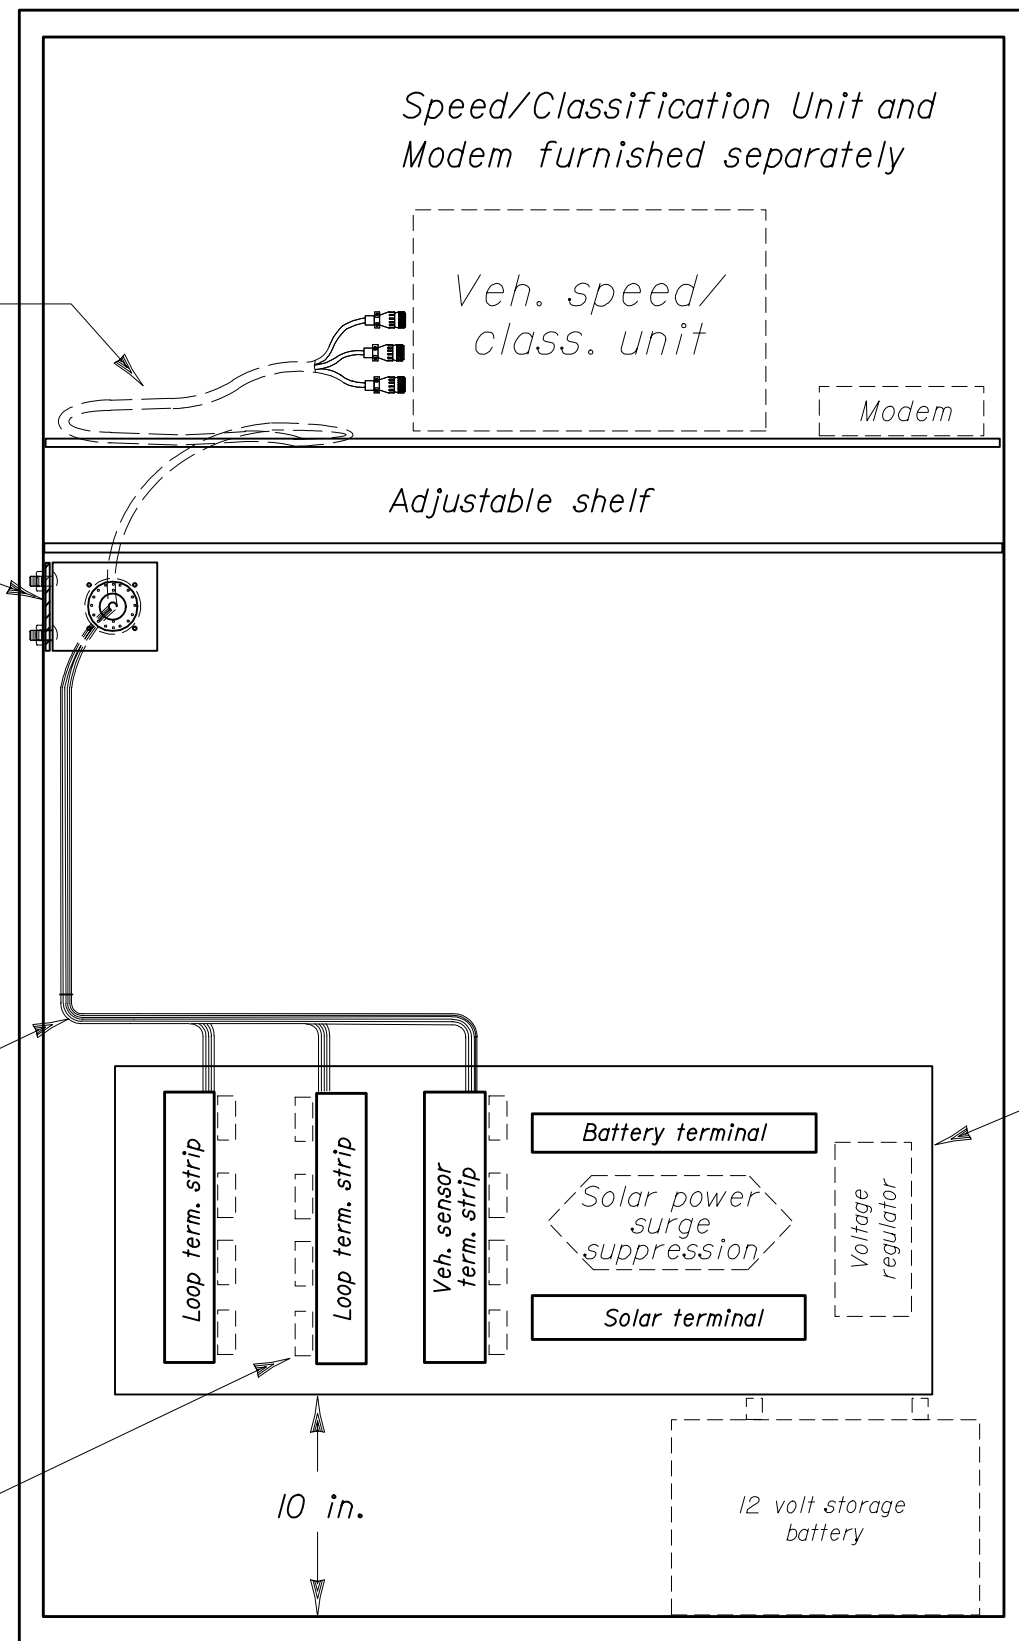 Speed/Classification Unit and
Modem furnished separately
Veh. speed/
class. unit
Modem
Adjustable shelf
Loop term. strip
Loop term. strip
Veh. sensor
term. strip
Battery terminal
Solar power
surge
suppression
Solar terminal
Voltage
regulator
10 in.
12 volt storage
battery